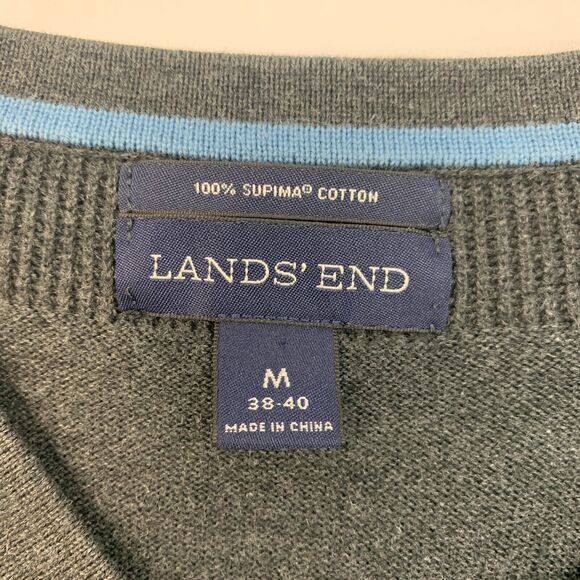 100% SUPIMA® COTTON
LANDS' END
M
38-40
MADE IN CHINA